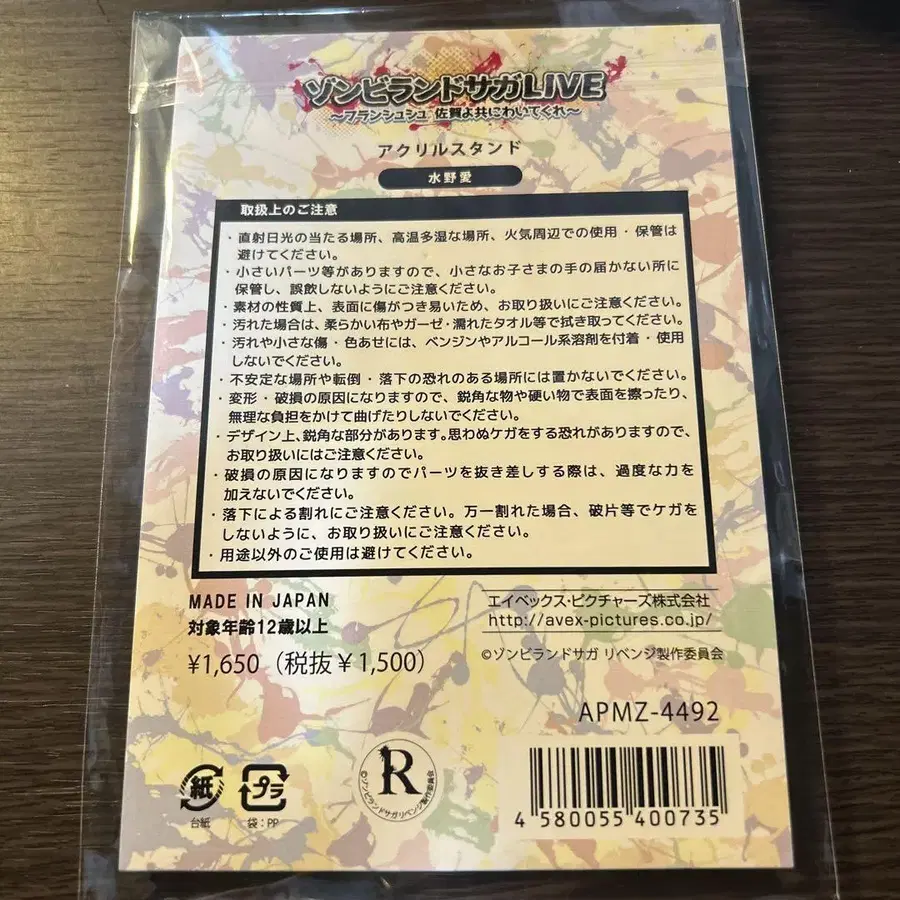 ゾンビランドサガLIVE
～フランシュシュ 佐賀よ共にわいてくれ～
アクリルスタンド
水野愛
取扱上のご注意
・直射日光の当たる場所、高温多湿な場所、火気周辺での使用・保管は
避けてください。
・小さいパーツ等がありますので、小さなお子さまの手の届かない所に
保管し、誤飲しないようにご注意ください。
・素材の性質上、表面に傷がつき易いため、お取り扱いにご注意ください。
・汚れた場合は、柔らかい布やガーゼ・濡れたタオル等で拭き取ってください。
・汚れや小さな傷・色あせには、ベンジンやアルコール系溶剤を付着・使用
しないでください。
・不安定な場所や転倒・落下の恐れのある場所には置かないでください。
・変形・破損の原因になりますので、鋭角な物や硬い物で表面を擦ったり、
無理な負担をかけて曲げたりしないでください。
・デザイン上、鋭角な部分があります。思わぬケガをする恐れがありますので、
お取り扱いにはご注意ください。
・破損の原因になりますのでパーツを抜き差しする際は、過度な力を
加えないでください。
・落下による割れにご注意ください。万一割れた場合、破片等でケガを
しないように、お取り扱いにご注意ください。
・用途以外のご使用は避けてください。
MADE IN JAPAN
対象年齢12歳以上
¥1,650（税抜￥1,500）
エイベックス・ピクチャーズ株式会社
http://avex-pictures.co.jp/
©ゾンビランドサガ リベンジ製作委員会
APMZ-4492
紙
台紙
プラ
袋：PP
R
©ゾンビランドサガリベンジ製作委員会
4 580055 400735